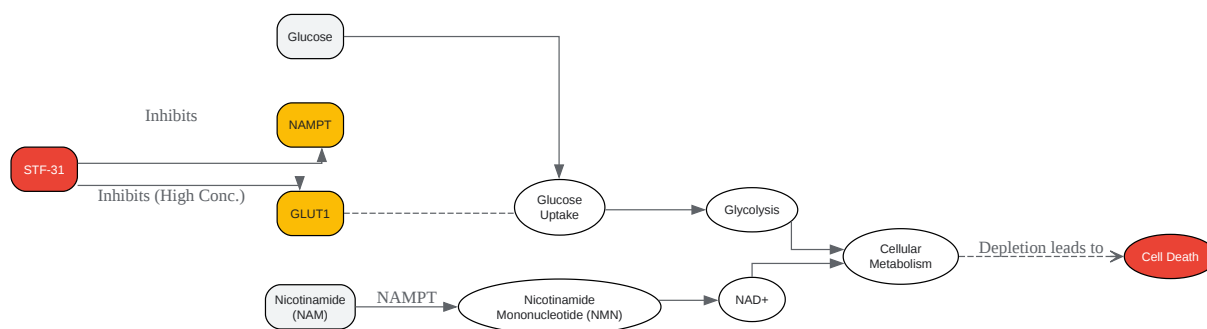 Glucose
Inhibits
NAMPT
STF-31
Inhibits (High Conc.)
GLUT1
Glucose
Uptake
Glycolysis
Cellular
Metabolism
Depletion leads to
Cell Death
Nicotinamide
(NAM)
NAMPT
Nicotinamide
Mononucleotide (NMN)
NAD+